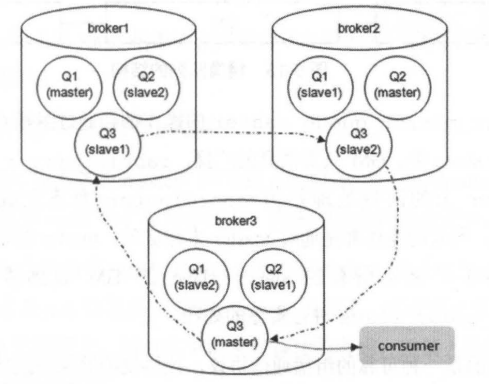 broker1
Q1
(master)
Q2
(slave2)
Q3
(slave1)
broker2
Q1
(slave1)
Q2
(master)
Q3
(slave2)
broker3
Q1
(slave2)
Q2
(slave1)
Q3
(master)
consumer